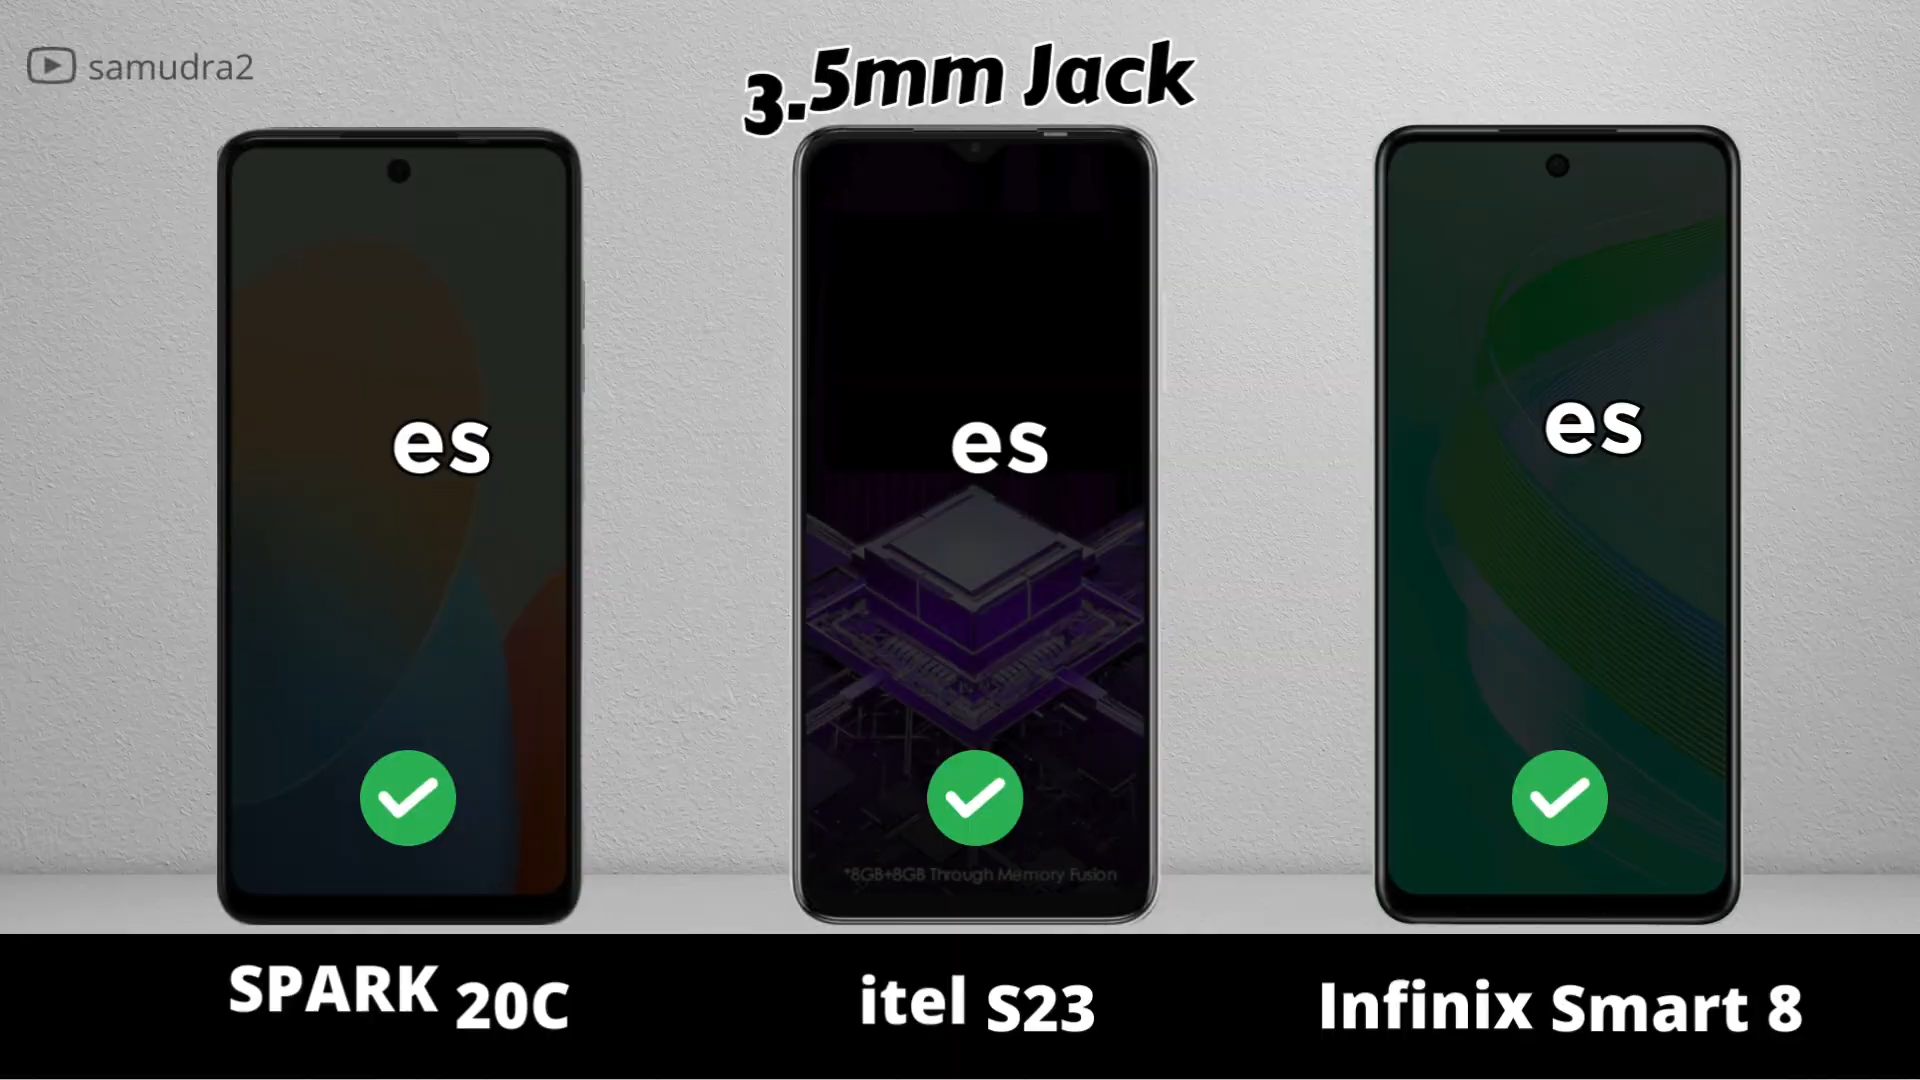 samudra2
3.5mm Jack
es
es
es
*8GB+8GB Through Memory Fusion
SPARK 20C
itel S23
Infinix Smart 8